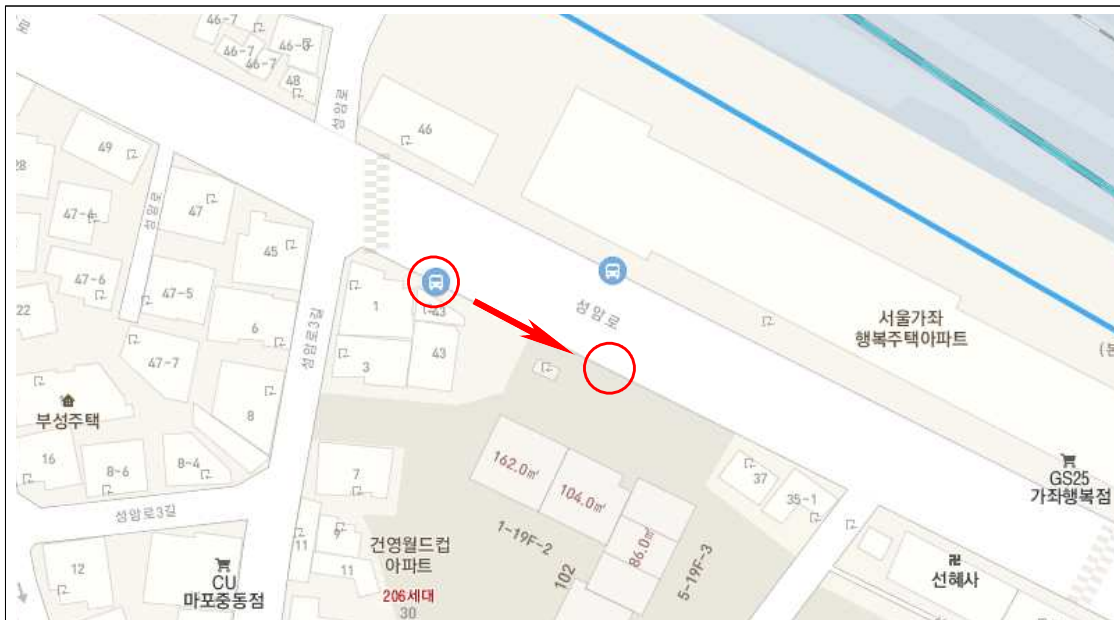 46-7
46-6
46-7
46-7
48
성암로
46
49
28
47-4
성암로
47
45
47-6
47-5
22
6
성암로3길
1
43
43
3
성암로
서울가좌
행복주택아파트
(본
47-7
부성주택
8
16
8-6
8-4
7
162.0㎡
104.0㎡
86.0㎡
37
35-1
GS25
가좌행복점
성암로3길
11
9
11
건영월드컵
아파트
206세대
30
1-19F-2
102
5-19F-3
12
CU
마포중동점
선혜사